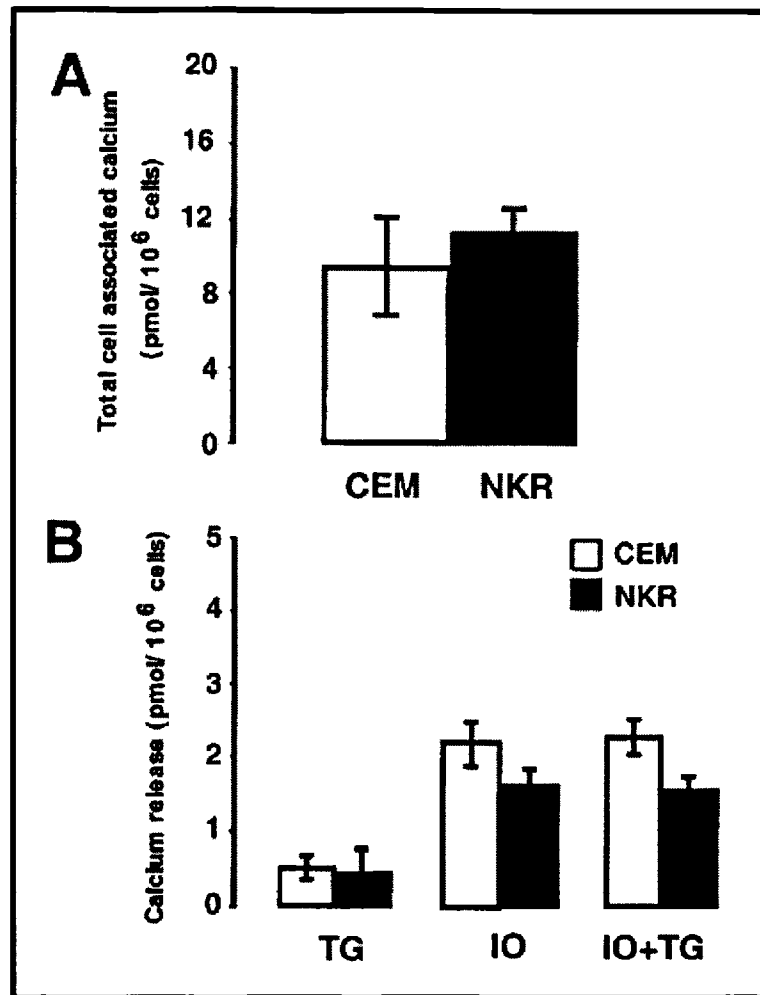 A
Total cell associated calcium
(pmol/10⁶ cells)
20
16
12
8
4
0
CEM NKR
B
Calcium release (pmol/10⁶ cells)
5
4
3
2
1
0
CEM
NKR
TG IO IO+TG